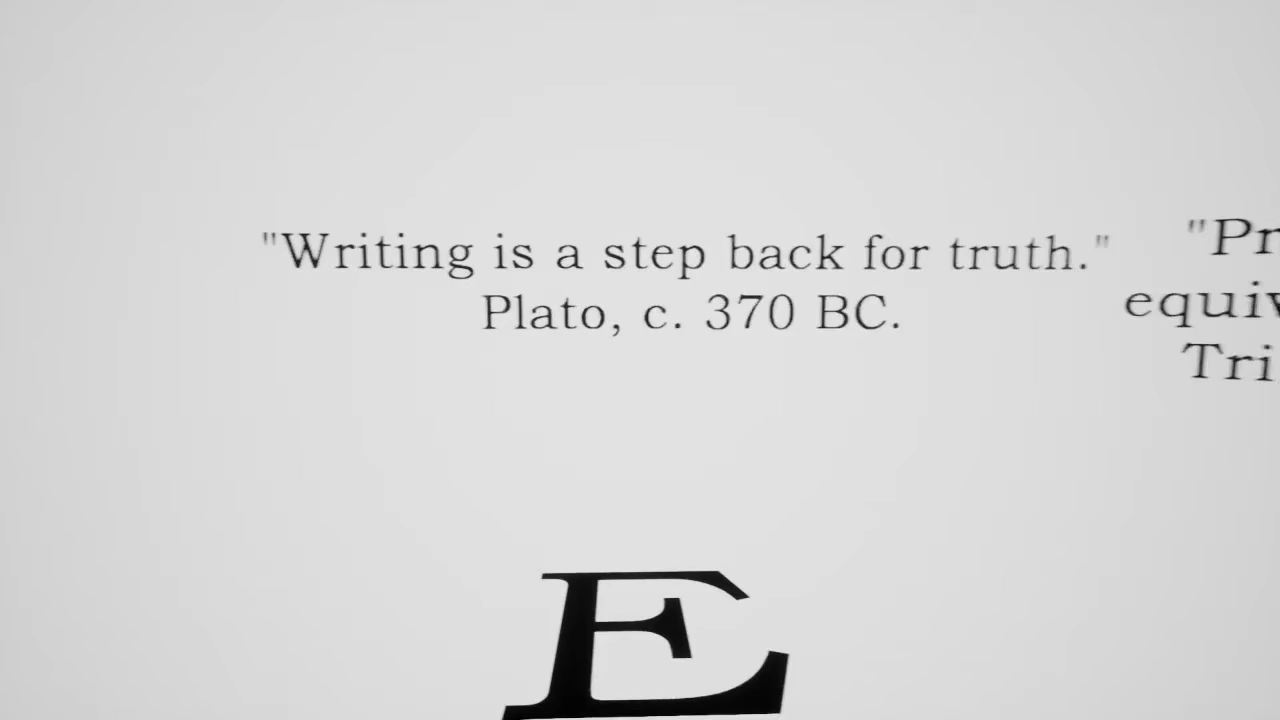 "Writing is a step back for truth."
Plato, c. 370 BC.
"Pr
equiv
Tri
E